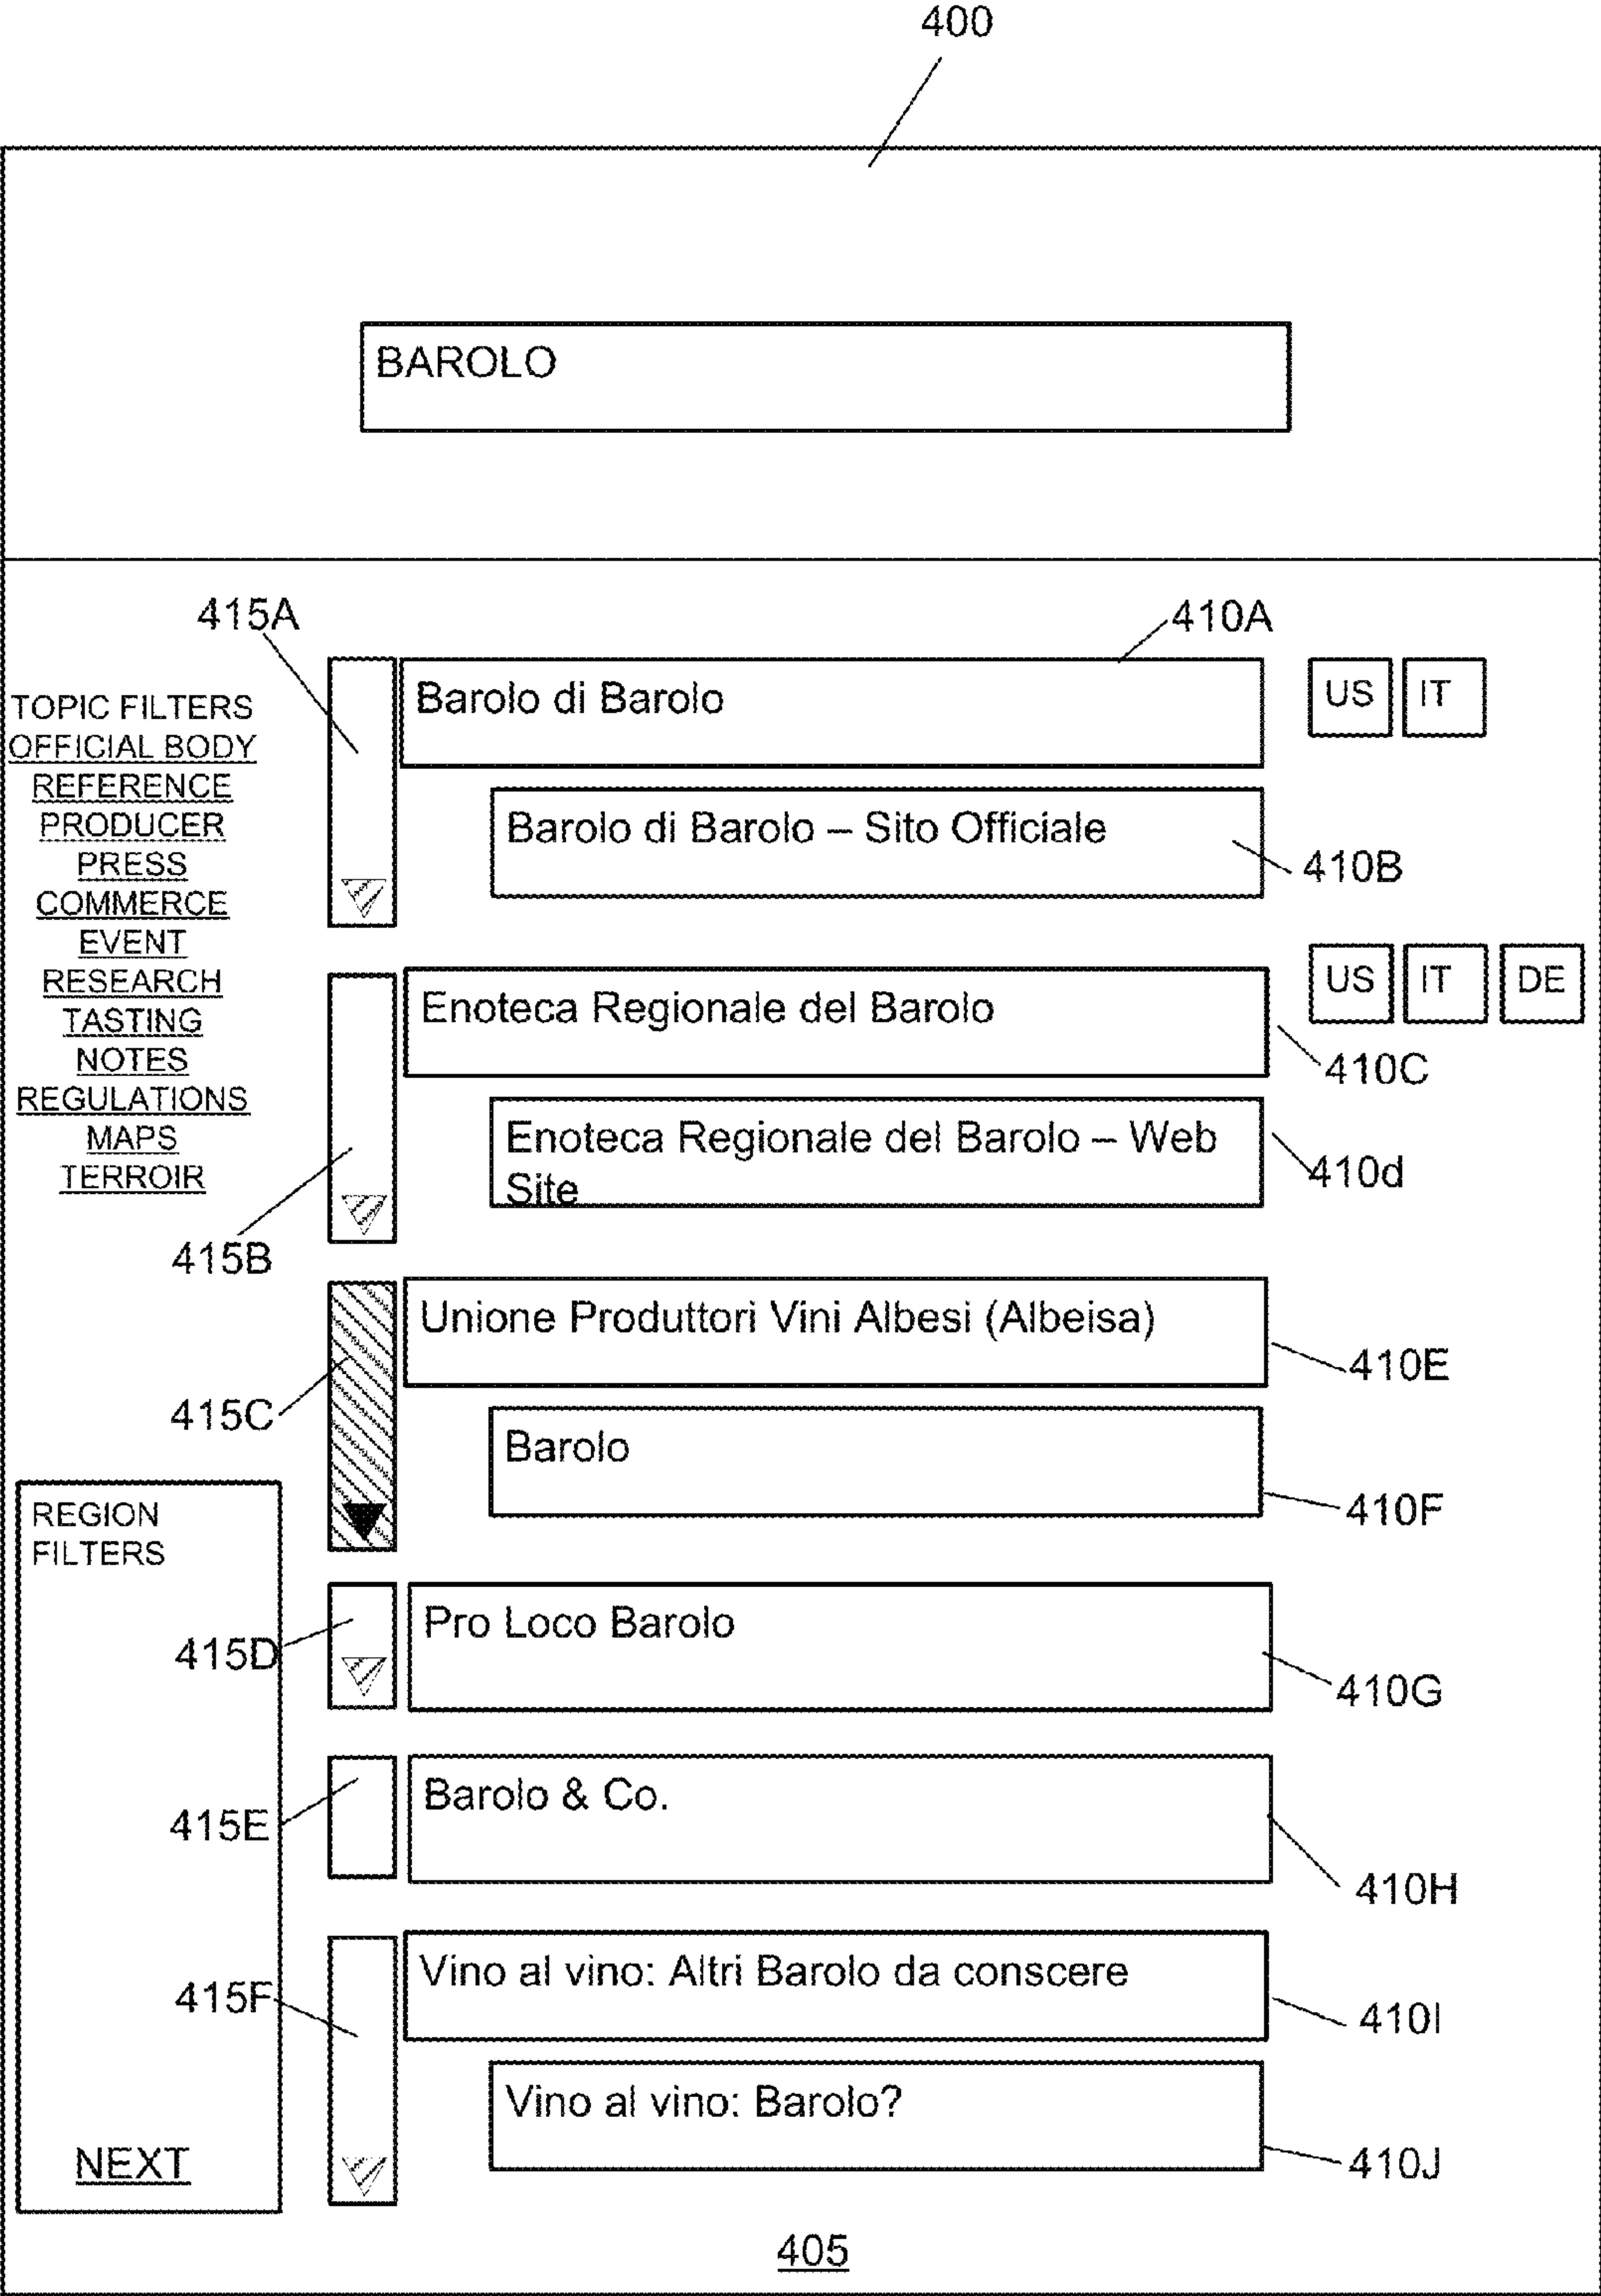 400
BAROLO
415A
410A
Barolo di Barolo
US
IT
TOPIC FILTERS
OFFICIAL BODY
REFERENCE
PRODUCER
PRESS
COMMERCE
EVENT
RESEARCH
TASTING
NOTES
REGULATIONS
MAPS
TERROIR
Barolo di Barolo – Sito Officiale
410B
US
IT
DE
Enoteca Regionale del Barolo
410C
Enoteca Regionale del Barolo – Web
Site
410d
415B
Unione Produttori Vini Albesi (Albeisa)
410E
415C
Barolo
410F
REGION
FILTERS
Pro Loco Barolo
415D
410G
Barolo & Co.
415E
410H
Vino al vino: Altri Barolo da conscere
415F
410I
Vino al vino: Barolo?
410J
NEXT
405